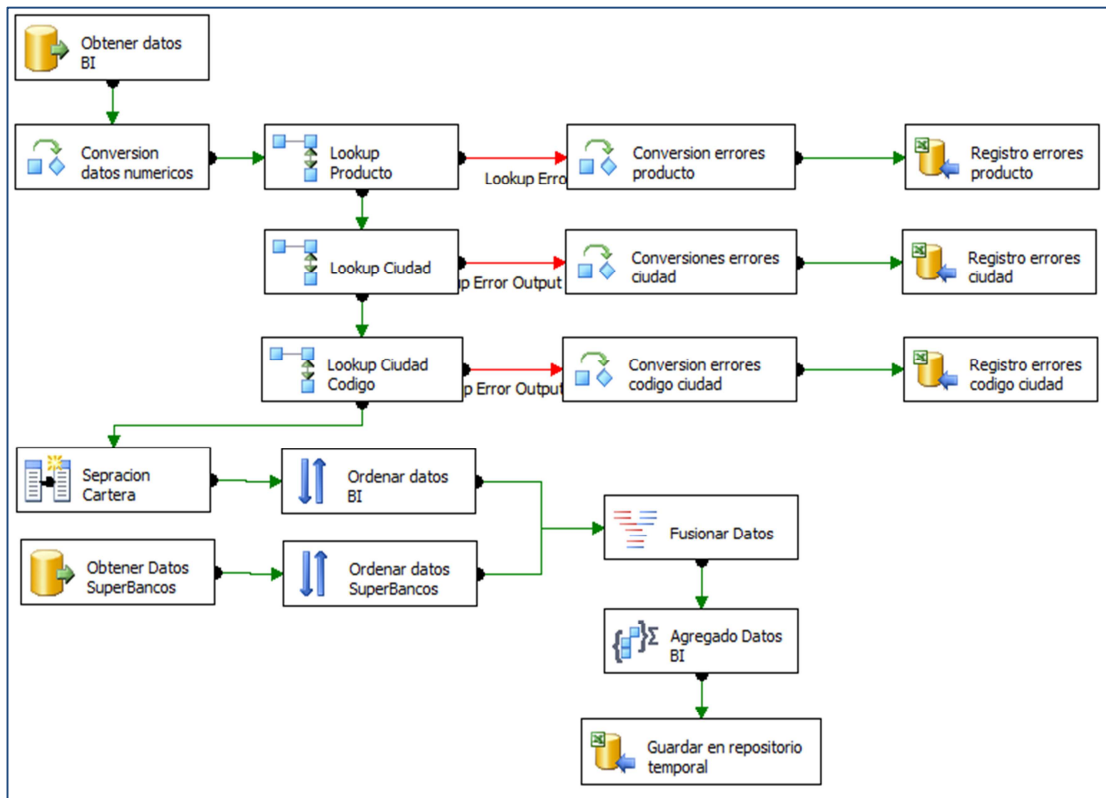 Obtener datos
BI
Conversion
datos numericos
Lookup
Producto
Lookup Erro
Conversion errores
producto
Registro errores
producto
Lookup Ciudad
up Error Output
Conversiones errores
ciudad
Registro errores
ciudad
Lookup Ciudad
Codigo
up Error Output
Conversion errores
codigo ciudad
Registro errores
codigo ciudad
Sepracion
Cartera
Ordenar datos
BI
Obtener Datos
SuperBancos
Ordenar datos
SuperBancos
Fusionar Datos
Agregado Datos
BI
Guardar en repositorio
temporal